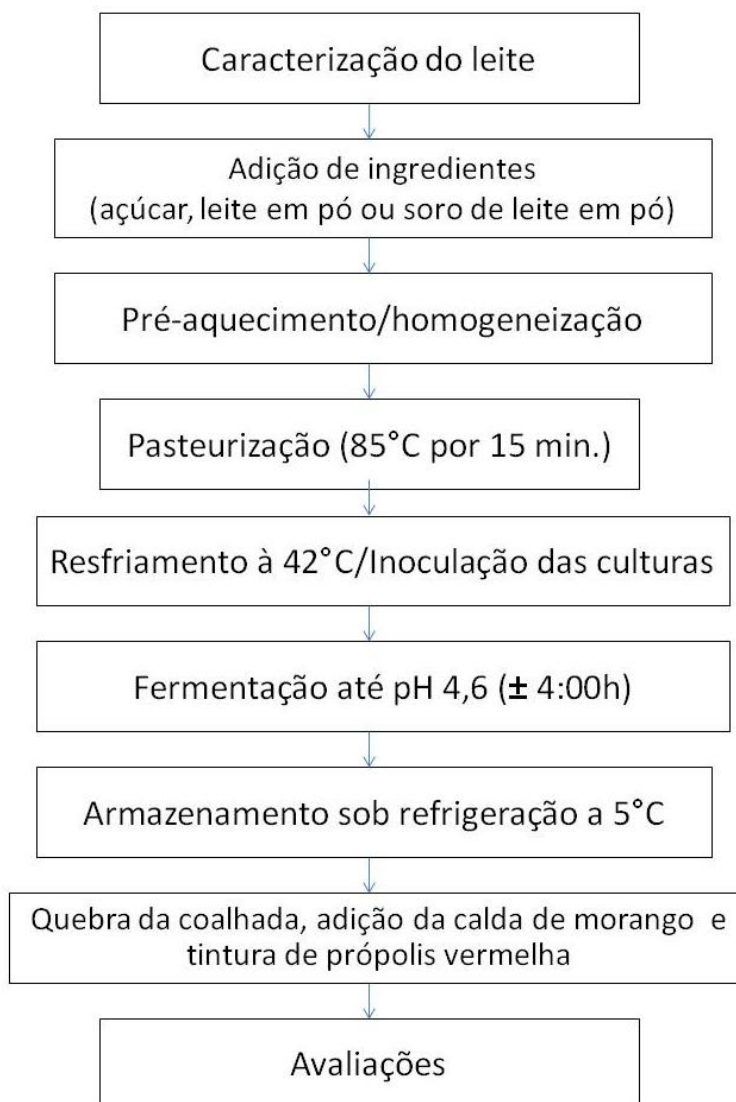 Caracterização do leite
Adição de ingredientes
(açúcar, leite em pó ou soro de leite em pó)
Pré-aquecimento/homogeneização
Pasteurização (85°C por 15 min.)
Resfriamento à 42°C/Inoculação das culturas
Fermentação até pH 4,6 (± 4:00h)
Armazenamento sob refrigeração a 5°C
Quebra da coalhada, adição da calda de morango e
tintura de própolis vermelha
Avaliações